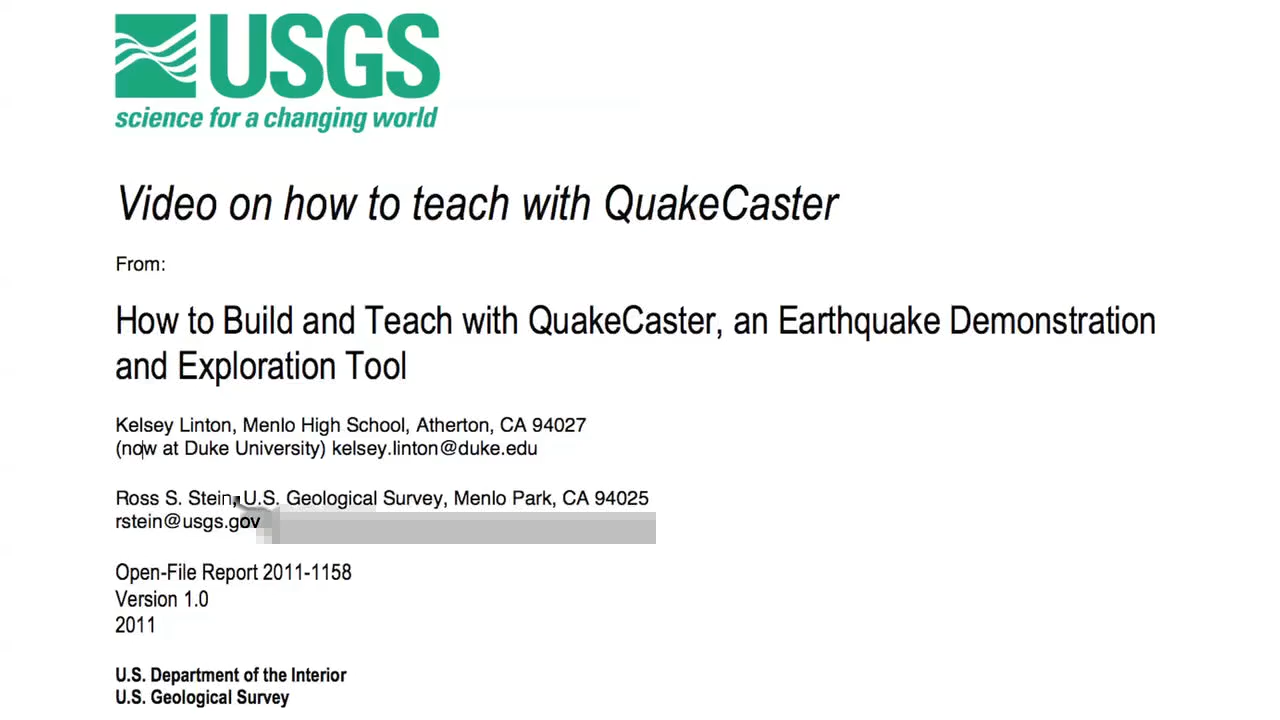 USGS
science for a changing world
Video on how to teach with QuakeCaster
From:
How to Build and Teach with QuakeCaster, an Earthquake Demonstration
and Exploration Tool
Kelsey Linton, Menlo High School, Atherton, CA 94027
(now at Duke University) kelsey.linton@duke.edu
Ross S. Stein, U.S. Geological Survey, Menlo Park, CA 94025
rstein@usgs.gov
Open-File Report 2011-1158
Version 1.0
2011
U.S. Department of the Interior
U.S. Geological Survey